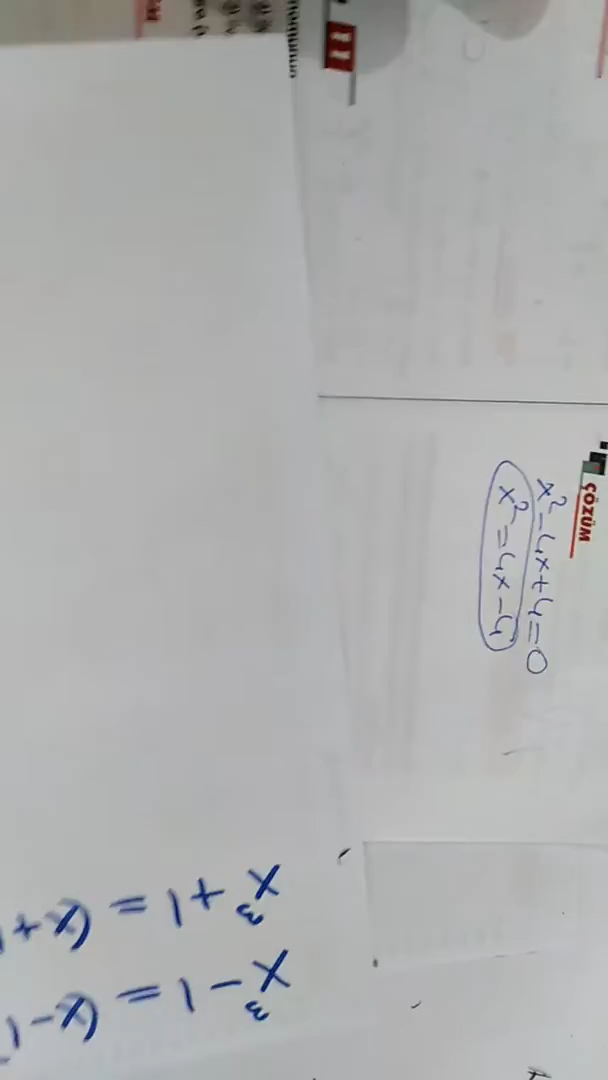 ÇÖZÜM
x² - 4x + 4 = 0
x² = 4x - 4
x³ + 1 = (x +
x³ - 1 = (x - 1